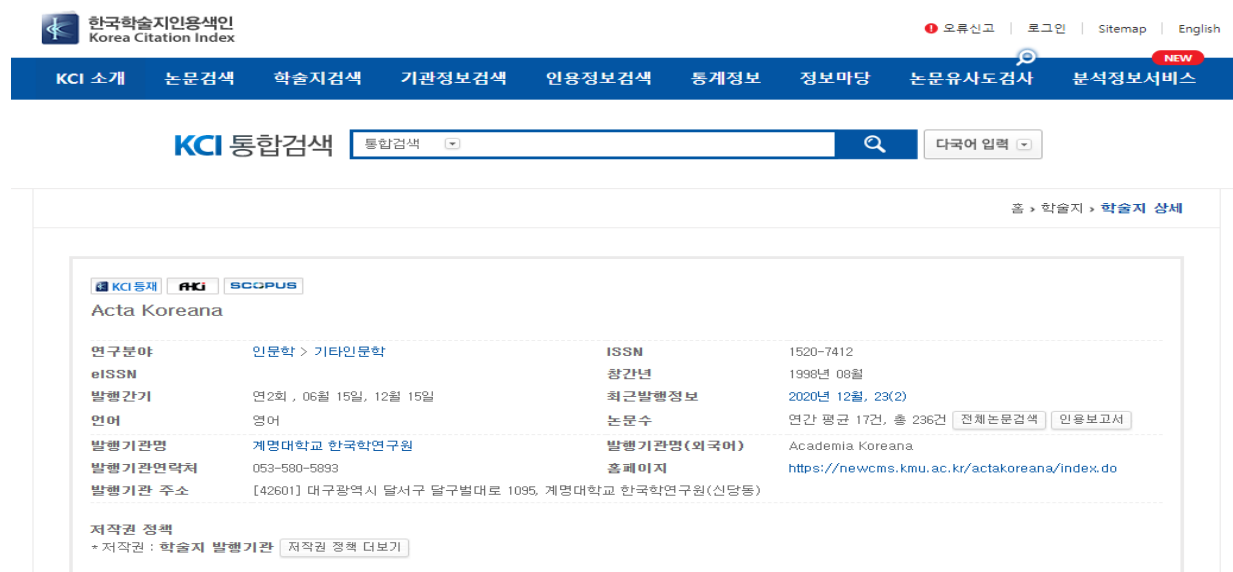 한국학술지인용색인
Korea Citation Index
오류신고 로그인 Sitemap English
NEW
KCI 소개 논문검색 학술지검색 기관정보검색 인용정보검색 통계정보 정보마당 논문유사도검사 분석정보서비스
KCI 통합검색 통합검색 다국어 입력
홈 › 학술지 › 학술지 상세
KCI 등재 AHCi SCOPUS
Acta Koreana
연구분야 인문학 > 기타인문학 ISSN 1520-7412
eISSN 창간년 1998년 08월
발행간기 연2회 , 06월 15일, 12월 15일 최근발행정보 2020년 12월, 23(2)
언어 영어 논문수 연간 평균 17건, 총 236건 전체논문검색 인용보고서
발행기관명 계명대학교 한국학연구원 발행기관명(외국어) Academia Koreana
발행기관연락처 053-580-5893 홈페이지 https://newcms.kmu.ac.kr/actakoreana/index.do
발행기관 주소 [42601] 대구광역시 달서구 달구벌대로 1095, 계명대학교 한국학연구원(신당동)
저작권 정책
* 저작권 : 학술지 발행기관 저작권 정책 더보기